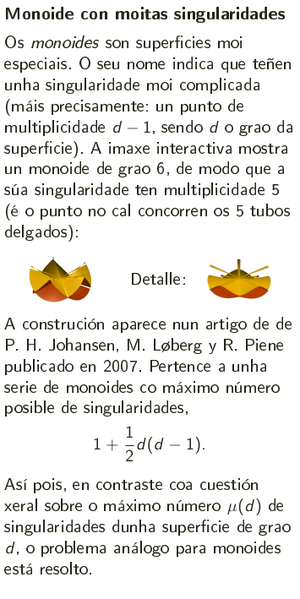 Monoide con moitas singularidades
Os monoides son superficies moi
especiais. O seu nome indica que teñen
unha singularidade moi complicada
(máis precisamente: un punto de
multiplicidade d − 1, sendo d o grao da
superficie). A imaxe interactiva mostra
un monoide de grao 6, de modo que a
súa singularidade ten multiplicidade 5
(é o punto no cal concorren os 5 tubos
delgados):
Detalle:
A construción aparece nun artigo de de
P. H. Johansen, M. Løberg y R. Piene
publicado en 2007. Pertence a unha
serie de monoides co máximo número
posible de singularidades,
1 + 1/2 d(d − 1).
Así pois, en contraste coa cuestión
xeral sobre o máximo número μ(d) de
singularidades dunha superficie de grao
d, o problema análogo para monoides
está resolto.